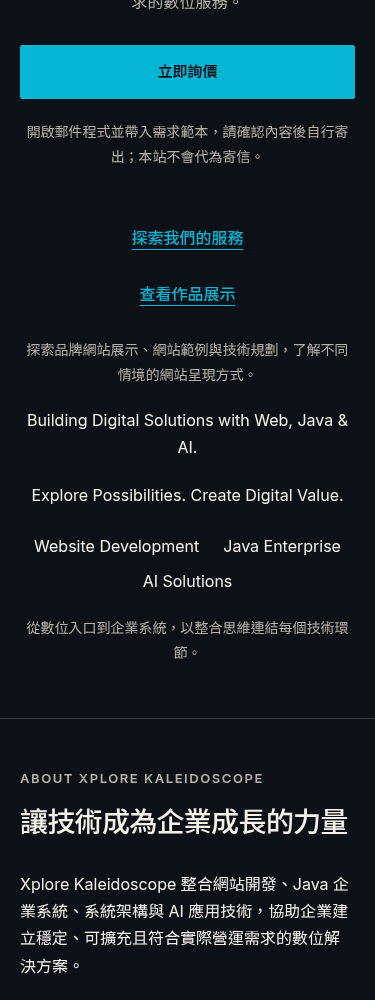 求的數位服務。
立即詢價
開啟郵件程式並帶入需求範本，請確認內容後自行寄
出；本站不會代為寄信。
探索我們的服務
查看作品展示
探索品牌網站展示、網站範例與技術規劃，了解不同
情境的網站呈現方式。
Building Digital Solutions with Web, Java &
AI.
Explore Possibilities. Create Digital Value.
Website Development Java Enterprise
AI Solutions
從數位入口到企業系統，以整合思維連結每個技術環
節。
ABOUT XPLORE KALEIDOSCOPE
讓技術成為企業成長的力量
Xplore Kaleidoscope 整合網站開發、Java 企
業系統、系統架構與 AI 應用技術，協助企業建
立穩定、可擴充且符合實際營運需求的數位解
決方案。